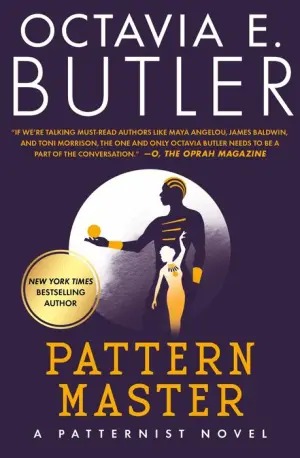 OCTAVIA E.
BUTLER
"IF WE'RE TALKING MUST-READ AUTHORS LIKE MAYA ANGELOU, JAMES BALDWIN,
AND TONI MORRISON, THE ONE AND ONLY OCTAVIA BUTLER NEEDS TO BE
A PART OF THE CONVERSATION." —O, THE OPRAH MAGAZINE
NEW YORK TIMES
BESTSELLING
AUTHOR
PATTERN
MASTER
A PATTERNIST NOVEL